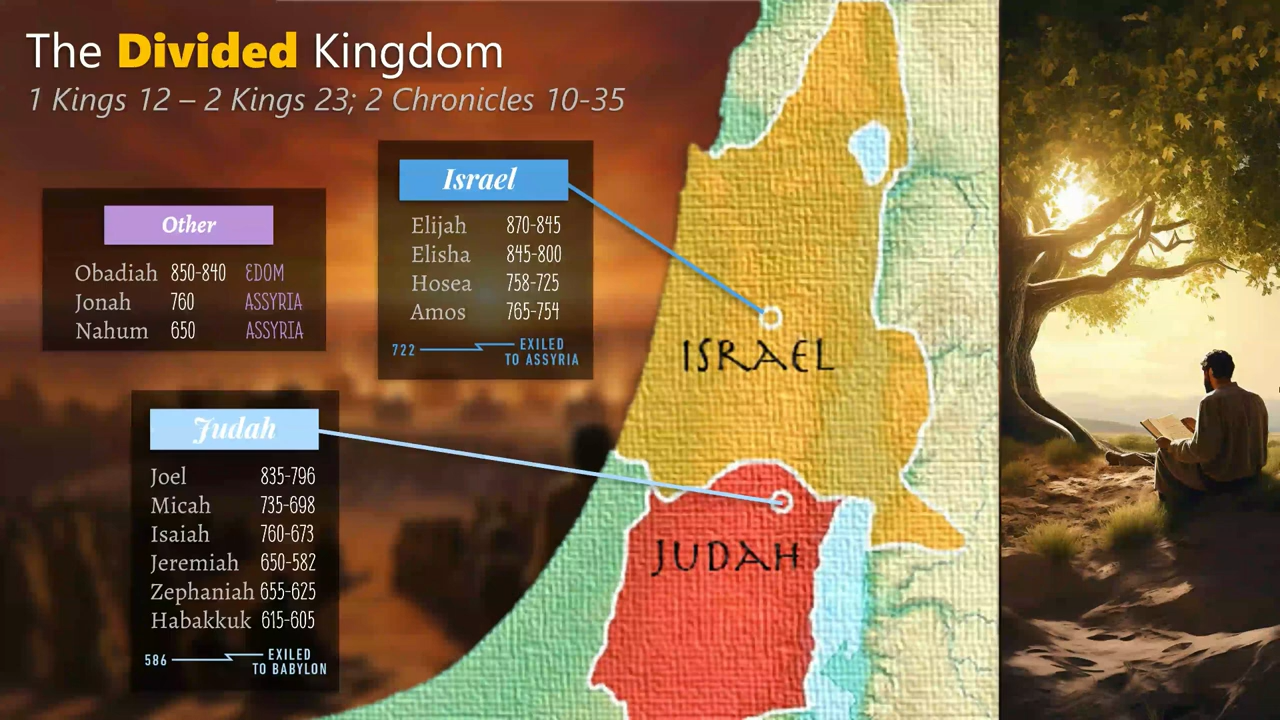 The Divided Kingdom
1 Kings 12 – 2 Kings 23; 2 Chronicles 10-35
Other
Obadiah 850-840 EDOM
Jonah 760 ASSYRIA
Nahum 650 ASSYRIA
Israel
Elijah 870-845
Elisha 845-800
Hosea 758-725
Amos 765-754
722 EXILED
TO ASSYRIA
Judah
Joel 835-796
Micah 735-698
Isaiah 760-673
Jeremiah 650-582
Zephaniah 655-625
Habakkuk 615-605
586 EXILED
TO BABYLON
ISRAEL
JUDAH